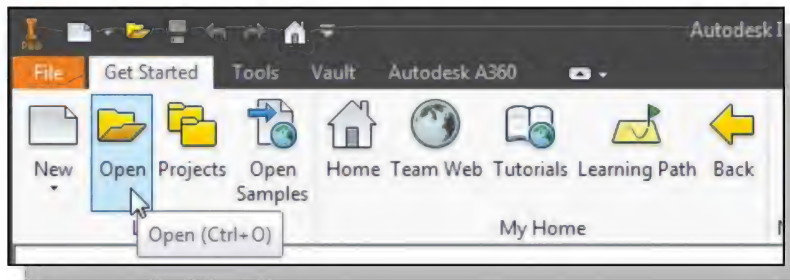 PRO
Autodesk I
File Get Started Tools Vault Autodesk A360
New Open Projects Open Samples Home Team Web Tutorials Learning Path Back
Open (Ctrl+O)
My Home